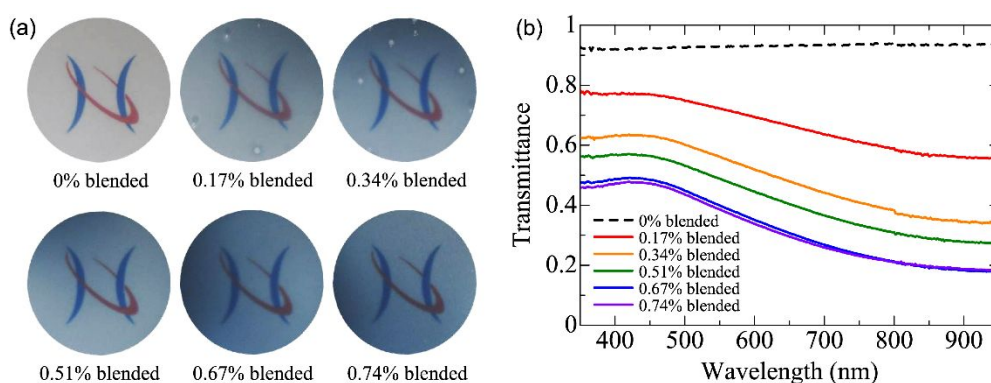 (a)
0% blended
0.17% blended
0.34% blended
0.51% blended
0.67% blended
0.74% blended
(b)
Transmittance
1
0.8
0.6
0.4
0.2
0
0% blended
0.17% blended
0.34% blended
0.51% blended
0.67% blended
0.74% blended
400 500 600 700 800 900
Wavelength (nm)